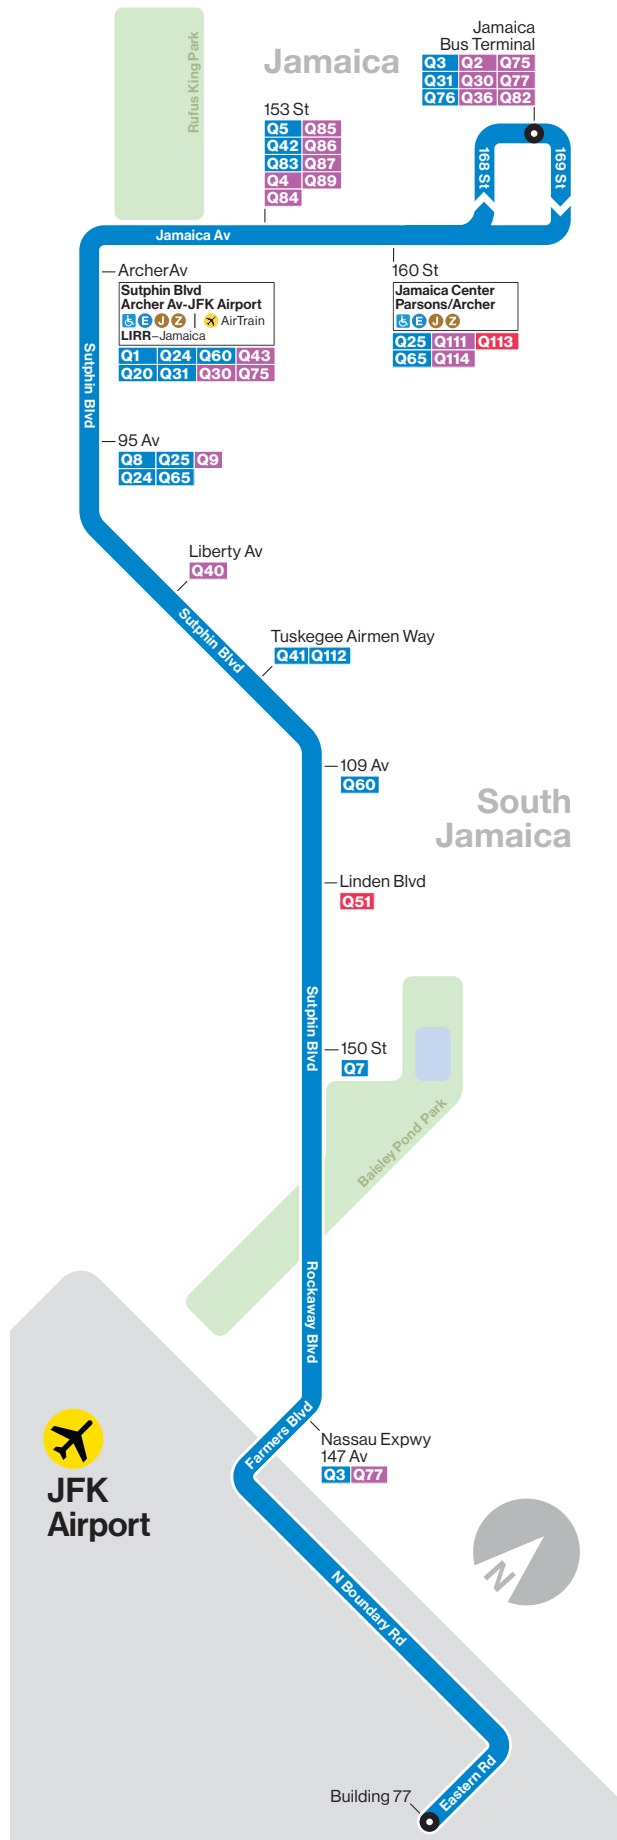 Rufus King Park
Jamaica
Jamaica
Bus Terminal
Q3 Q2 Q75
Q31 Q30 Q77
Q76 Q36 Q82
153 St
Q5 Q85
Q42 Q86
Q83 Q87
Q4 Q89
Q84
168 St
169 St
Jamaica Av
ArcherAv
Sutphin Blvd
Archer Av-JFK Airport
E J Z | AirTrain
LIRR–Jamaica
Q1 Q24 Q60 Q43
Q20 Q31 Q30 Q75
160 St
Jamaica Center
Parsons/Archer
E J Z
Q25 Q111 Q113
Q65 Q114
Sutphin Blvd
95 Av
Q8 Q25 Q9
Q24 Q65
Liberty Av
Q40
Sutphin Blvd
Tuskegee Airmen Way
Q41 Q112
109 Av
Q60
South
Jamaica
Linden Blvd
Q51
Sutphin Blvd
150 St
Q7
Baisley Pond Park
Rockaway Blvd
Farmers Blvd
Nassau Expwy
147 Av
Q3 Q77
JFK
Airport
N
N Boundary Rd
Eastern Rd
Building 77